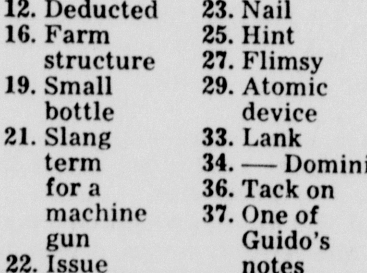 12. Deducted
16. Farm
structure
19. Small
bottle
21. Slang
term
for a
machine
gun
22. Issue
23. Nail
25. Hint
27. Flimsy
29. Atomic
device
33. Lank
34. — Domini
36. Tack on
37. One of
Guido's
notes